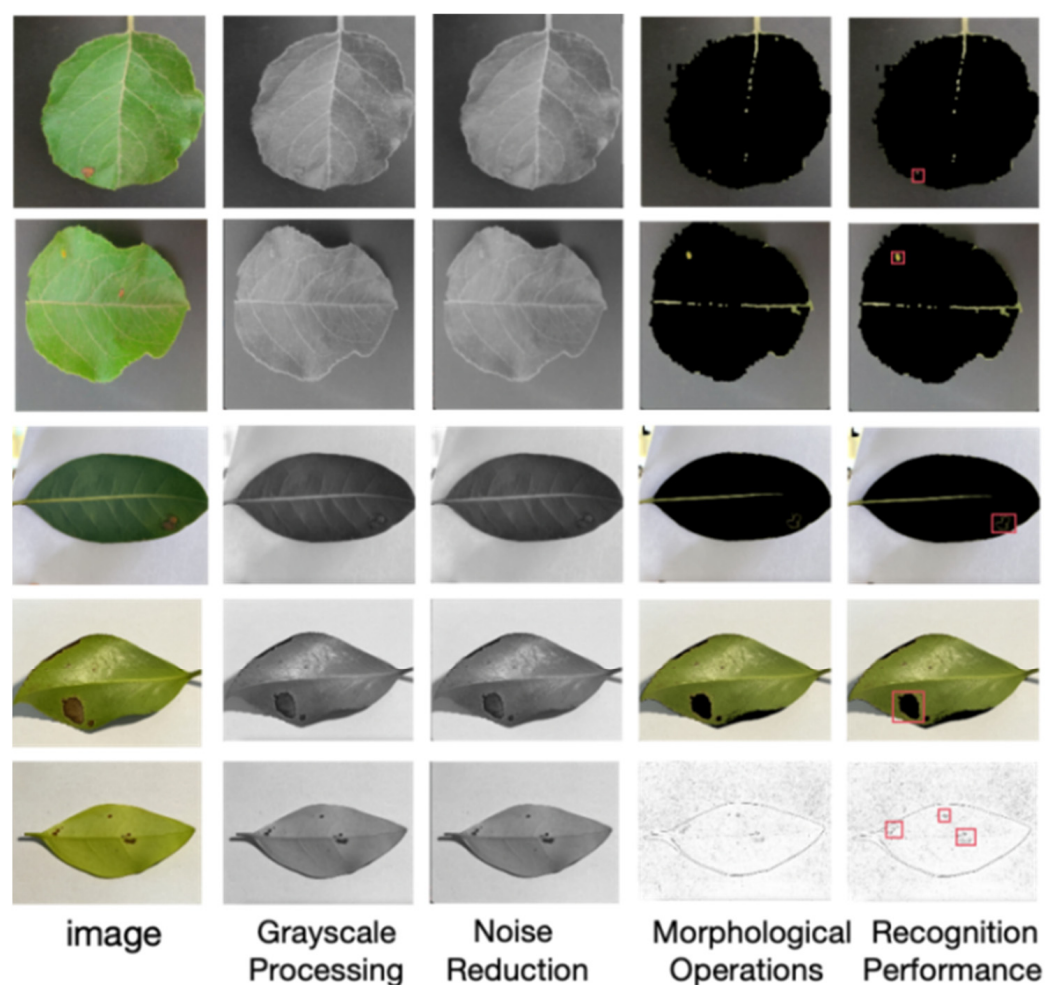 image
Grayscale
Processing
Noise
Reduction
Morphological
Operations
Recognition
Performance